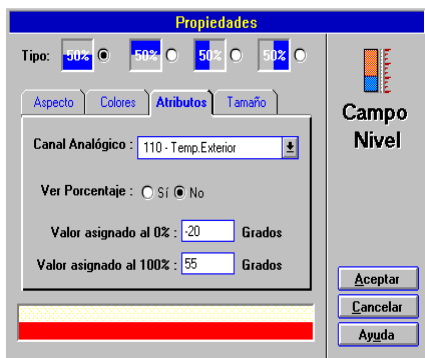 Propiedades
Tipo: 50% 50% 50% 50%
Aspecto Colores Atributos Tamaño
Canal Analógico : 110 - Temp.Exterior
Ver Porcentaje : Sí No
Valor asignado al 0% : -20 Grados
Valor asignado al 100% : 55 Grados
Campo
Nivel
Aceptar
Cancelar
Ayuda